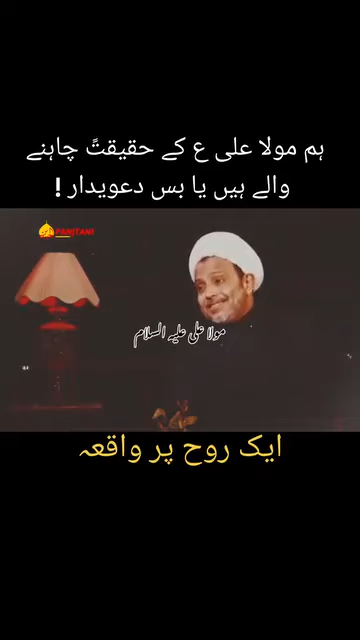 ہم مولا علی ع کے حقیقتً چاہنے
والے ہیں یا بس دعویدار !
PANJTANI
مولا علی علیہ السلام
ایک روح پر واقعہ